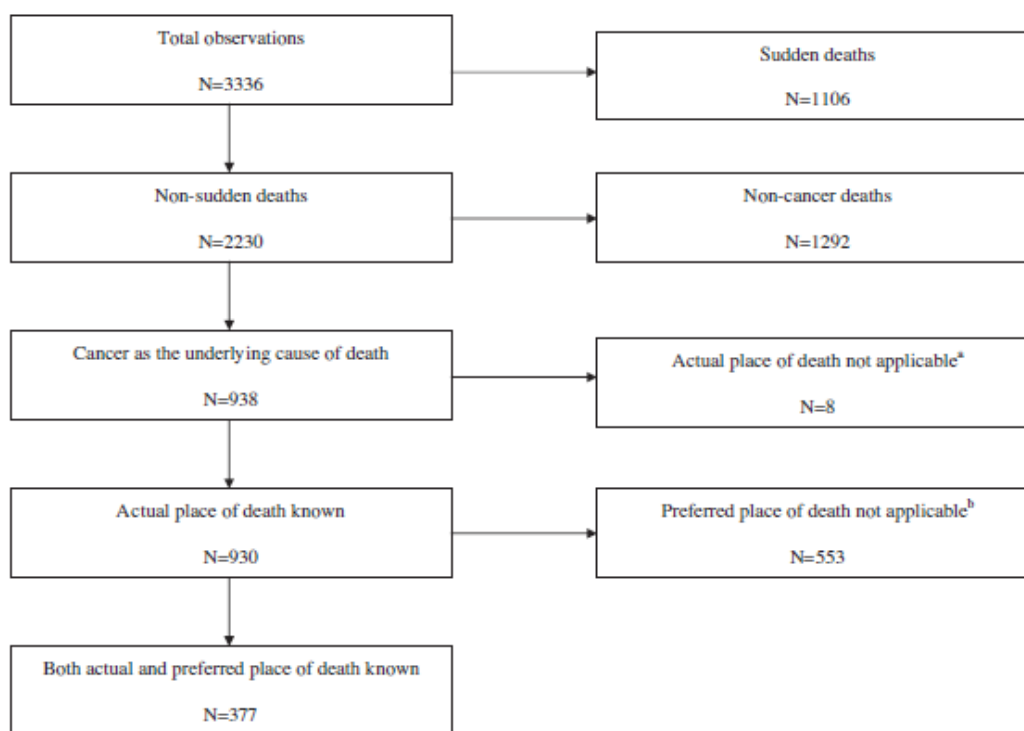 Total observations
N=3336
Sudden deaths
N=1106
Non-sudden deaths
N=2230
Non-cancer deaths
N=1292
Cancer as the underlying cause of death
N=938
Actual place of death not applicableᵃ
N=8
Actual place of death known
N=930
Preferred place of death not applicableᵇ
N=553
Both actual and preferred place of death known
N=377